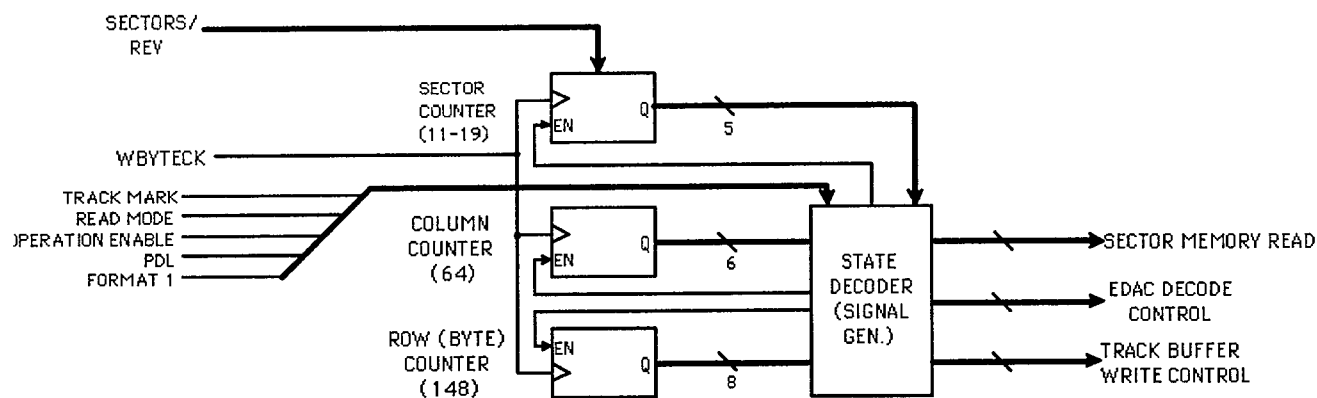 SECTORS/
REV
SECTOR
COUNTER
(11-19)
Q
EN
5
WBYTECK
TRACK MARK
READ MODE
OPERATION ENABLE
PDL
FORMAT 1
COLUMN
COUNTER
(64)
Q
EN
6
ROW (BYTE)
COUNTER
(148)
EN
Q
8
STATE
DECODER
(SIGNAL
GEN.)
SECTOR MEMORY READ
EDAC DECODE
CONTROL
TRACK BUFFER
WRITE CONTROL